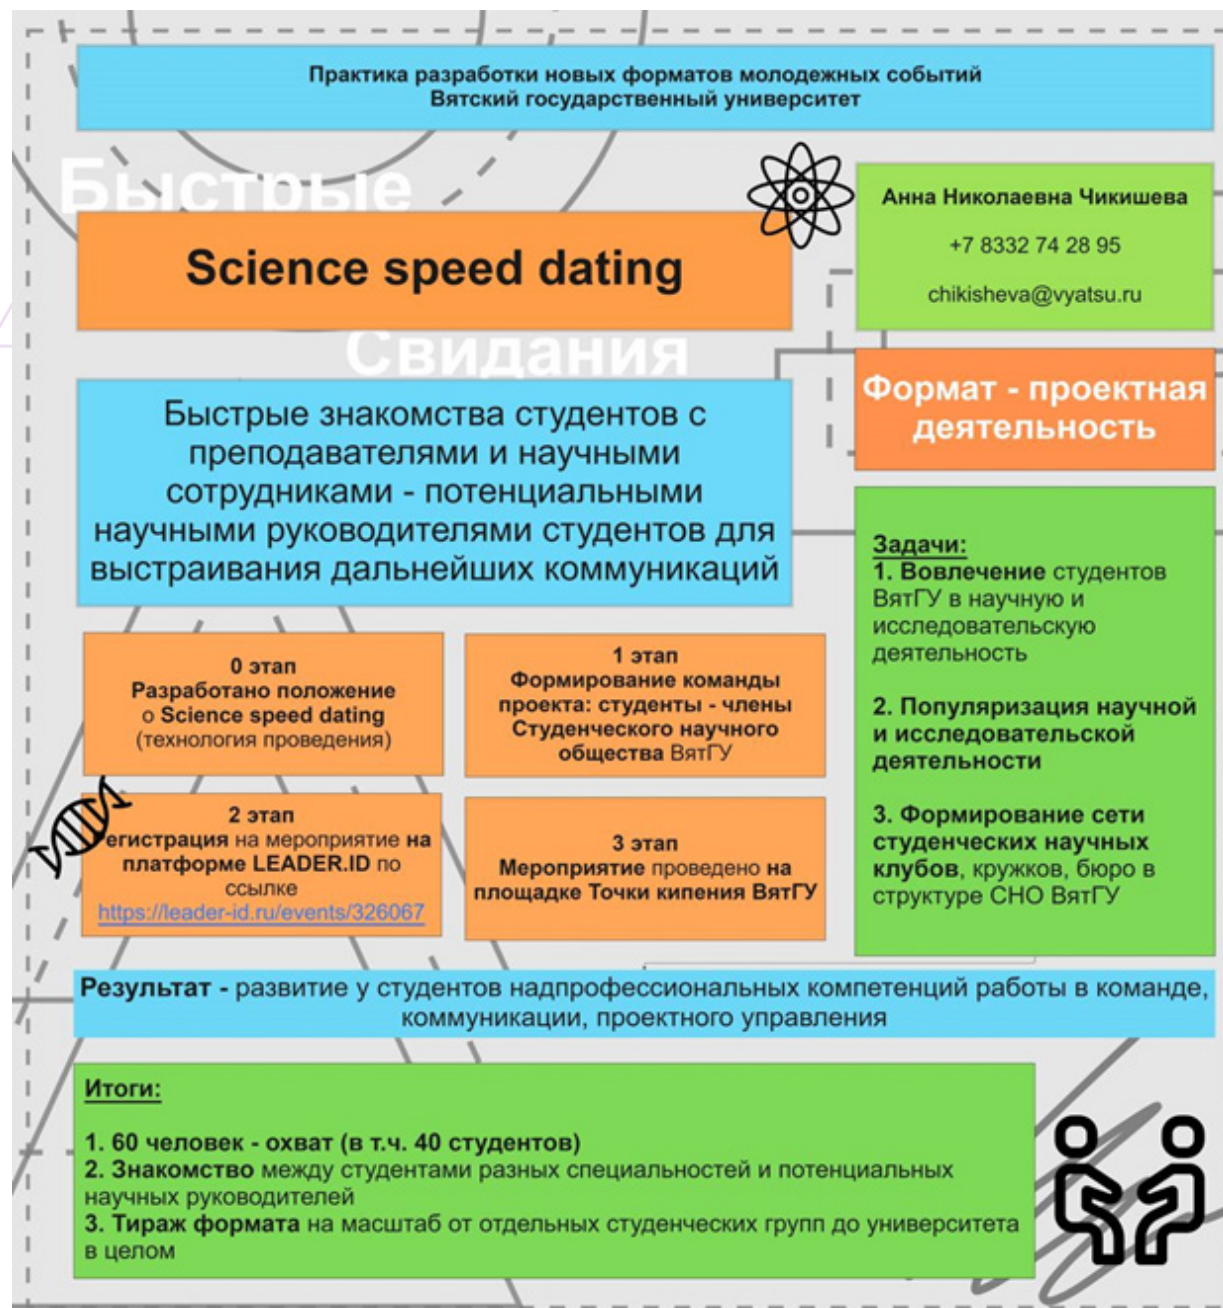 Практика разработки новых форматов молодежных событий
Вятский государственный университет
Быстрые
Science speed dating
Свидания
Анна Николаевна Чикишева
+7 8332 74 28 95
chikisheva@vyatsu.ru
Формат - проектная
деятельность
Быстрые знакомства студентов с
преподавателями и научными
сотрудниками - потенциальными
научными руководителями студентов для
выстраивания дальнейших коммуникаций
Задачи:
1. Вовлечение студентов
ВятГУ в научную и
исследовательскую
деятельность
2. Популяризация научной
и исследовательской
деятельности
3. Формирование сети
студенческих научных
клубов, кружков, бюро в
структуре СНО ВятГУ
0 этап
Разработано положение
о Science speed dating
(технология проведения)
1 этап
Формирование команды
проекта: студенты - члены
Студенческого научного
общества ВятГУ
2 этап
егистрация на мероприятие на
платформе LEADER.ID по
ссылке
https://leader-id.ru/events/326067
3 этап
Мероприятие проведено на
площадке Точки кипения ВятГУ
Результат - развитие у студентов надпрофессиональных компетенций работы в команде,
коммуникации, проектного управления
Итоги:
1. 60 человек - охват (в т.ч. 40 студентов)
2. Знакомство между студентами разных специальностей и потенциальных
научных руководителей
3. Тираж формата на масштаб от отдельных студенческих групп до университета
в целом